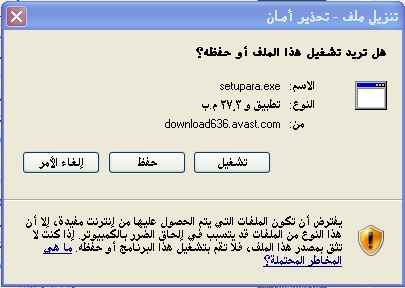 تنزيل ملف - تحذير أمان
هل تريد تشغيل هذا الملف أو حفظه؟
الاسم: setupara.exe
النوع: تطبيق و ٣٧,٣ م.ب
من: download636.avast.com
تشغيل
حفظ
إلغاء الأمر
يفترض أن تكون الملفات التي يتم الحصول عليها من إنترنت مفيدة، إلا أن
هذا النوع من الملفات قد يتسبب في إلحاق الضرر بالكمبيوتر. إذا كنت لا
تثق بمصدر هذا الملف، فلا تقم بتشغيل هذا البرنامج أو حفظه. ما هي
المخاطر المحتملة؟